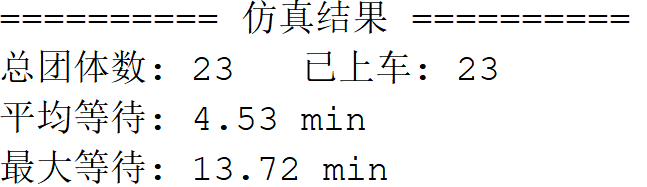 ========== 仿真结果 ==========
总团体数: 23   已上车: 23
平均等待: 4.53 min
最大等待: 13.72 min